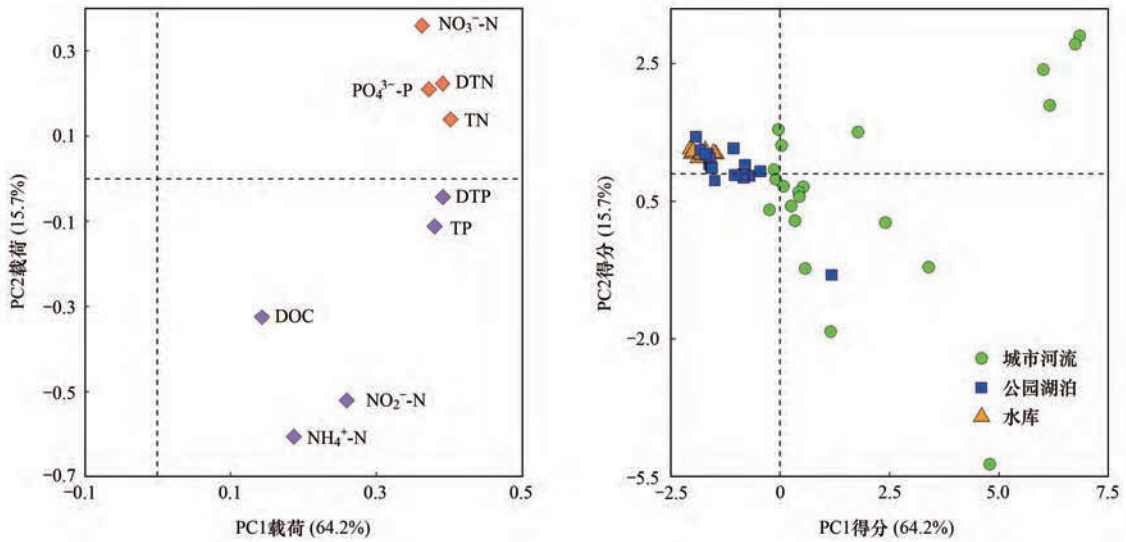 0.3
0.1
−0.1
−0.3
−0.5
−0.7
−0.1
0.1
0.3
0.5
PC2载荷 (15.7%)
PC1载荷 (64.2%)
NO₃⁻-N
PO₄³⁻-P
DTN
TN
DTP
TP
DOC
NO₂⁻-N
NH₄⁺-N
2.5
0.5
−2.0
−5.5
−2.5
0
2.5
5.0
7.5
PC2得分 (15.7%)
PC1得分 (64.2%)
城市河流
公园湖泊
水库